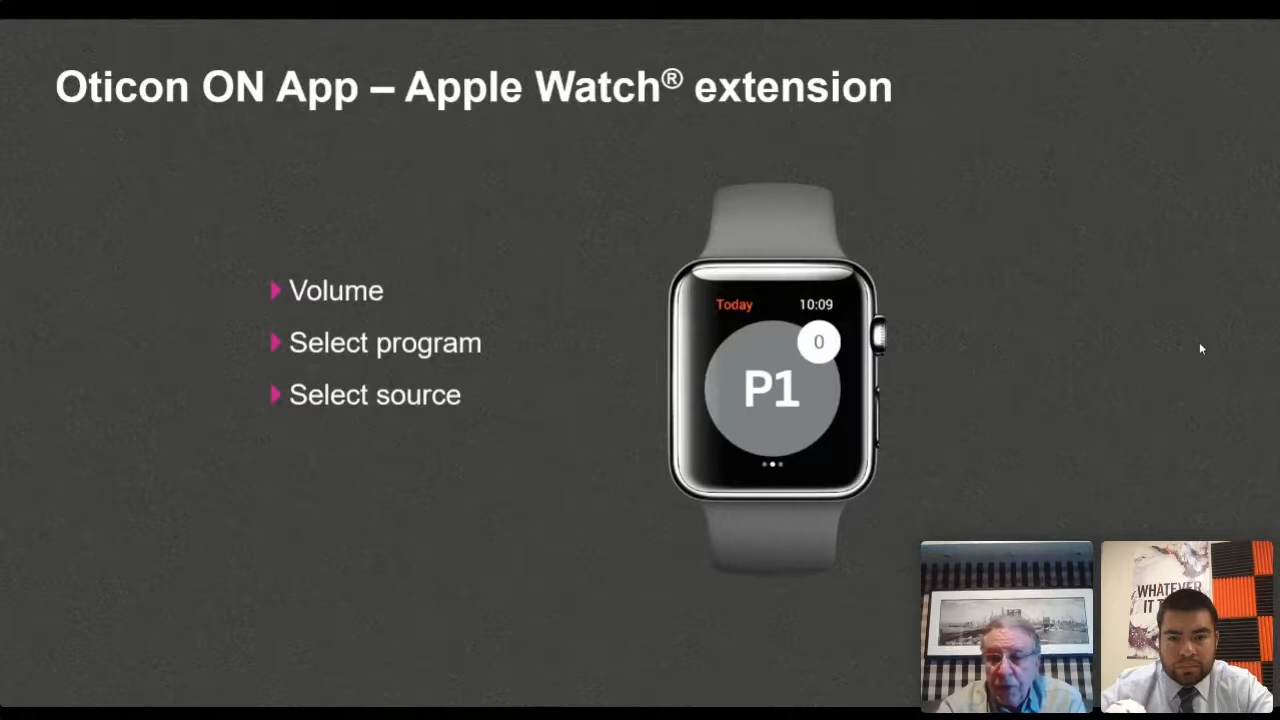 Oticon ON App – Apple Watch® extension
Volume
Select program
Select source
Today 10:09
0
P1
WHATEVER
IT